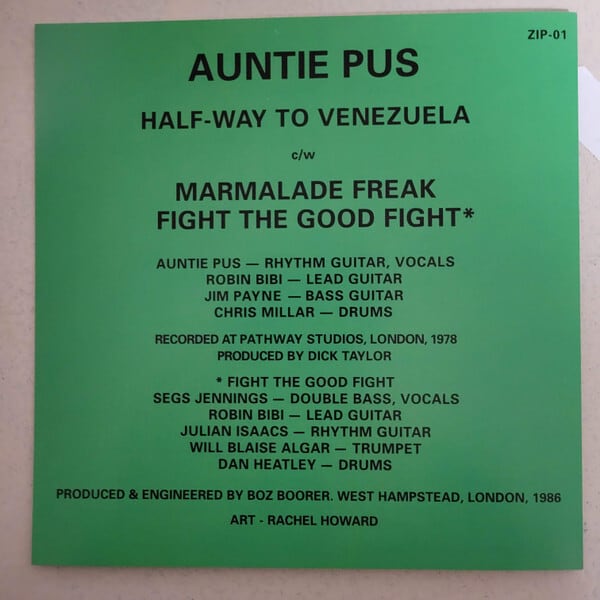 ZIP-01
AUNTIE PUS
HALF-WAY TO VENEZUELA
c/w
MARMALADE FREAK
FIGHT THE GOOD FIGHT*
AUNTIE PUS — RHYTHM GUITAR, VOCALS
ROBIN BIBI — LEAD GUITAR
JIM PAYNE — BASS GUITAR
CHRIS MILLAR — DRUMS
RECORDED AT PATHWAY STUDIOS, LONDON, 1978
PRODUCED BY DICK TAYLOR
* FIGHT THE GOOD FIGHT
SEGS JENNINGS — DOUBLE BASS, VOCALS
ROBIN BIBI — LEAD GUITAR
JULIAN ISAACS — RHYTHM GUITAR
WILL BLAISE ALGAR — TRUMPET
DAN HEATLEY — DRUMS
PRODUCED & ENGINEERED BY BOZ BOORER. WEST HAMPSTEAD, LONDON, 1986
ART - RACHEL HOWARD